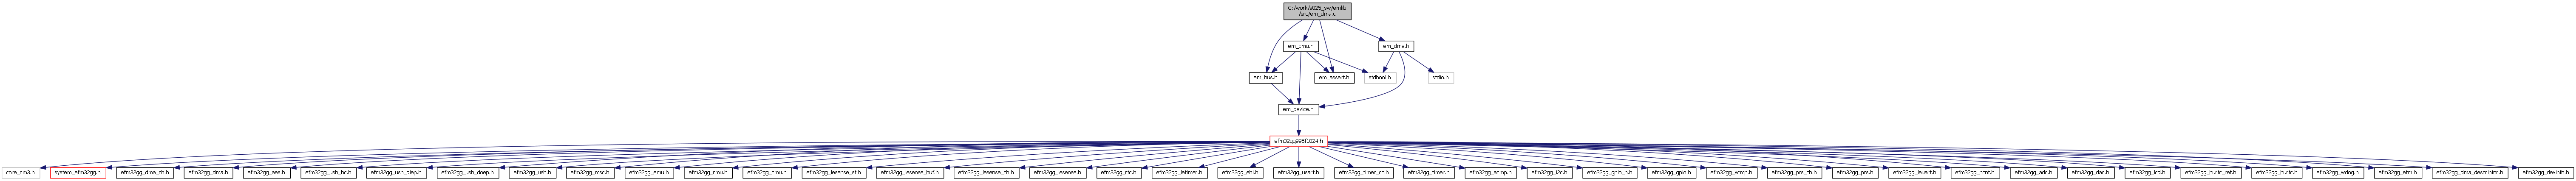 C:/work/s025_sw/emlib
/src/em_dma.c
em_cmu.h
em_dma.h
em_bus.h
em_assert.h
stdbool.h
stdio.h
em_device.h
efm32gg995f1024.h
core_cm3.h
system_efm32gg.h
efm32gg_dma_ch.h
efm32gg_dma.h
efm32gg_aes.h
efm32gg_usb_hc.h
efm32gg_usb_diep.h
efm32gg_usb_doep.h
efm32gg_usb.h
efm32gg_msc.h
efm32gg_emu.h
efm32gg_rmu.h
efm32gg_cmu.h
efm32gg_lesense_st.h
efm32gg_lesense_buf.h
efm32gg_lesense_ch.h
efm32gg_lesense.h
efm32gg_rtc.h
efm32gg_letimer.h
efm32gg_ebi.h
efm32gg_usart.h
efm32gg_timer_cc.h
efm32gg_timer.h
efm32gg_acmp.h
efm32gg_i2c.h
efm32gg_gpio_p.h
efm32gg_gpio.h
efm32gg_vcmp.h
efm32gg_prs_ch.h
efm32gg_prs.h
efm32gg_leuart.h
efm32gg_pcnt.h
efm32gg_adc.h
efm32gg_dac.h
efm32gg_lcd.h
efm32gg_burtc_ret.h
efm32gg_burtc.h
efm32gg_wdog.h
efm32gg_etm.h
efm32gg_dma_descriptor.h
efm32gg_devinfo.h